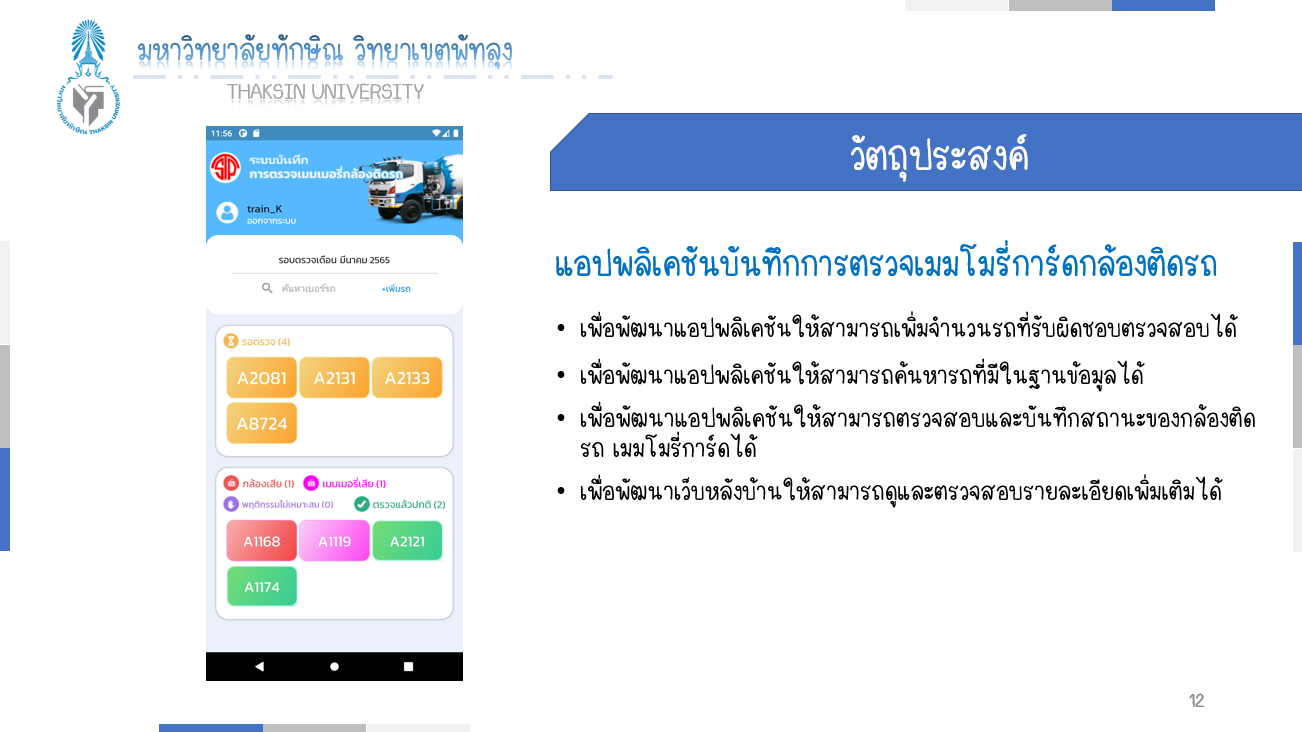 มหาวิทยาลัยทักษิณ วิทยาเขตพัทลุง
THAKSIN UNIVERSITY
มหาวิทยาลัยทักษิณ THAKSIN UNIVERSITY
วัตถุประสงค์
11:56
ระบบบันทึก
การตรวจเมมเมอรี่กล้องติดรถ
train_K
ออกจากระบบ
รอบตรวจเดือน มีนาคม 2565
ค้นหาเบอร์รถ +เพิ่มรถ
รอตรวจ (4)
A2081 A2131 A2133
A8724
กล้องเสีย (1) เมมเมอรี่เสีย (1)
พฤติกรรมไม่เหมาะสม (0) ตรวจแล้วปกติ (2)
A1168 A1119 A2121
A1174
แอปพลิเคชันบันทึกการตรวจเมมโมรี่การ์ดกล้องติดรถ
• เพื่อพัฒนาแอปพลิเคชันให้สามารถเพิ่มจำนวนรถที่รับผิดชอบตรวจสอบได้
• เพื่อพัฒนาแอปพลิเคชันให้สามารถค้นหารถที่มีในฐานข้อมูลได้
• เพื่อพัฒนาแอปพลิเคชันให้สามารถตรวจสอบและบันทึกสถานะของกล้องติด
รถ เมมโมรี่การ์ดได้
• เพื่อพัฒนาเว็บหลังบ้านให้สามารถดูและตรวจสอบรายละเอียดเพิ่มเติมได้
12